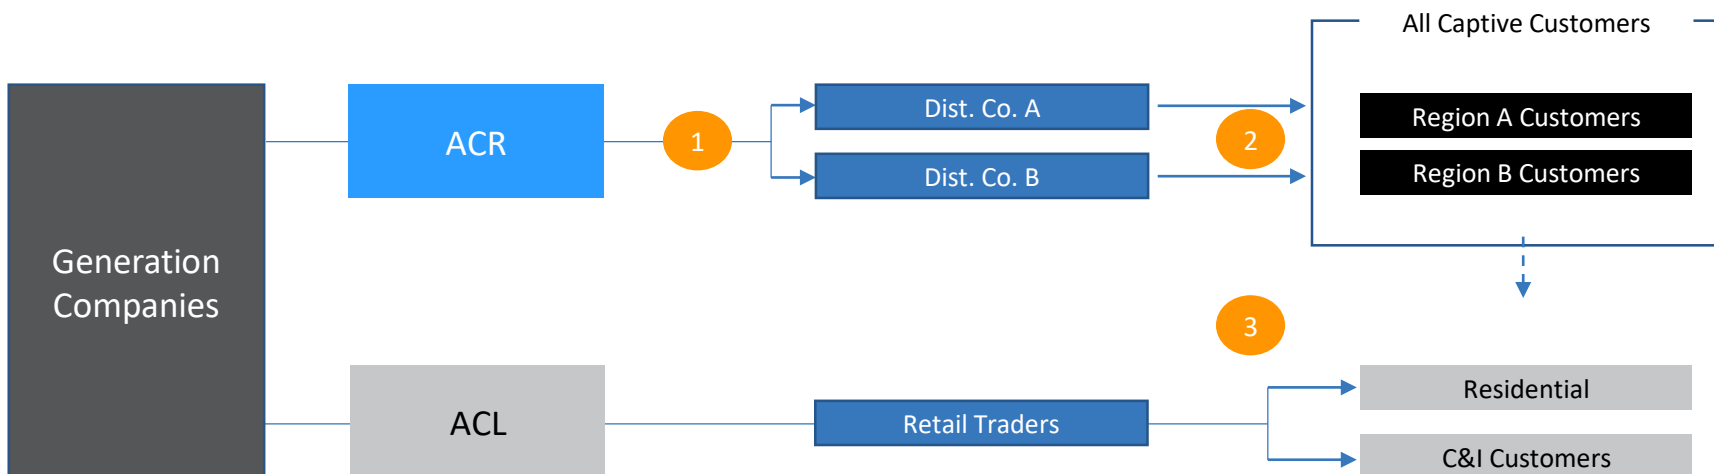 All Captive Customers
Generation
Companies
ACR
1
Dist. Co. A
Dist. Co. B
2
Region A Customers
Region B Customers
3
ACL
Retail Traders
Residential
C&I Customers